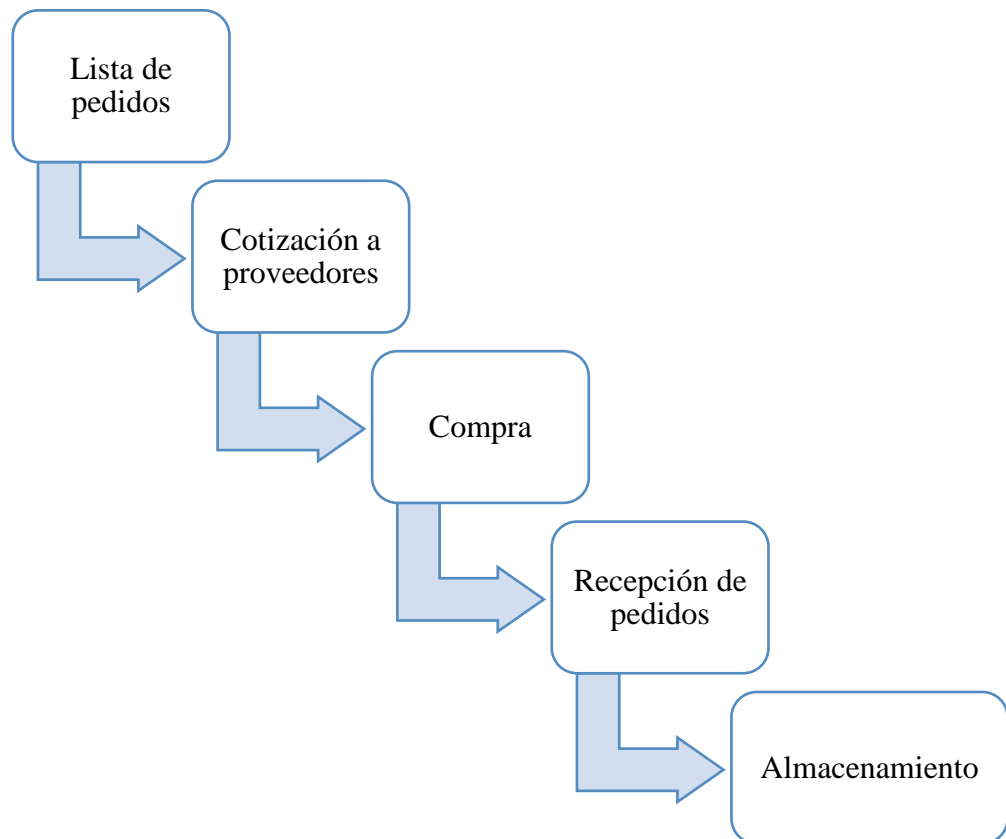 Lista de
pedidos
Cotización a
proveedores
Compra
Recepción de
pedidos
Almacenamiento